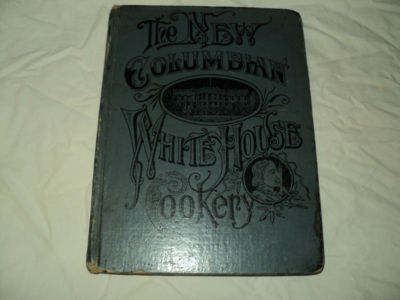 The New
Columbian
White House
Cookery